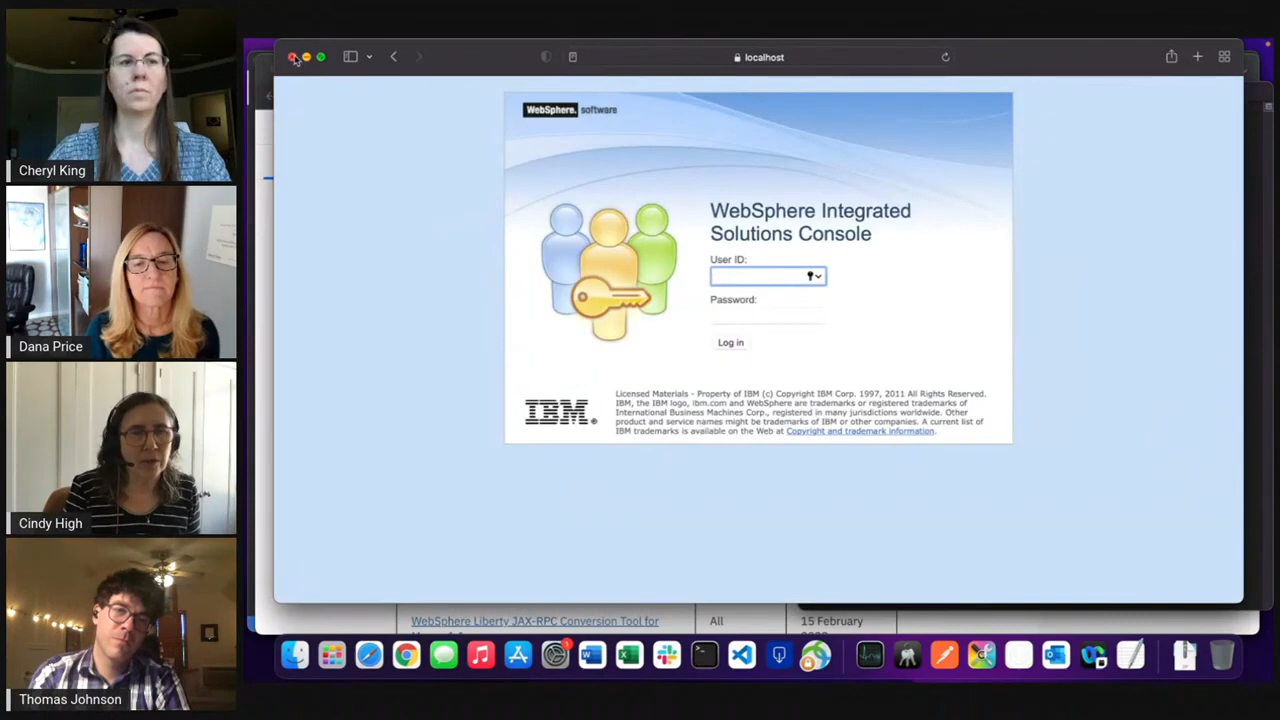 Cheryl King
Dana Price
Cindy High
Thomas Johnson
localhost
WebSphere. software
WebSphere Integrated
Solutions Console
User ID:
Password:
Log in
IBM
Licensed Materials - Property of IBM (c) Copyright IBM Corp. 1997, 2011 All Rights Reserved.
IBM, the IBM logo, ibm.com and WebSphere are trademarks or registered trademarks of
International Business Machines Corp., registered in many jurisdictions worldwide. Other
product and service names might be trademarks of IBM or other companies. A current list of
IBM trademarks is available on the Web at Copyright and trademark information.
WebSphere Liberty JAX-RPC Conversion Tool for
All
15 February